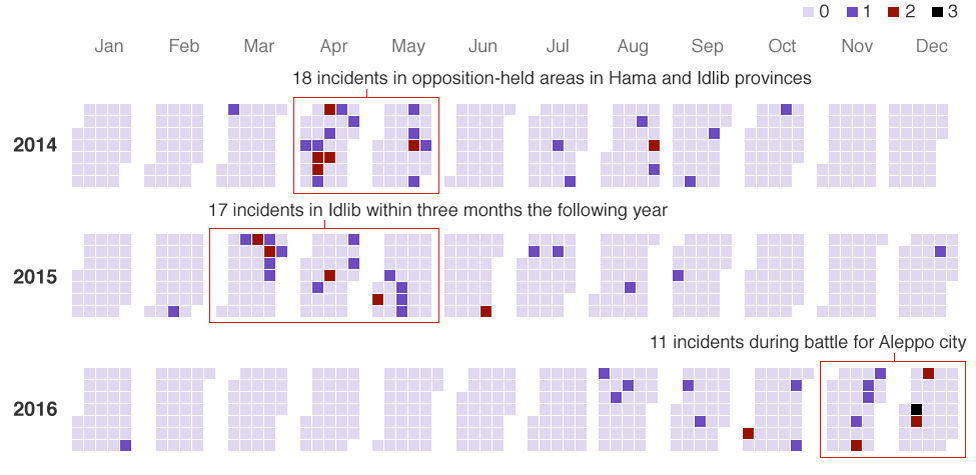 0 1 2 3
Jan Feb Mar Apr May Jun Jul Aug Sep Oct Nov Dec
18 incidents in opposition-held areas in Hama and Idlib provinces
2014
17 incidents in Idlib within three months the following year
2015
11 incidents during battle for Aleppo city
2016